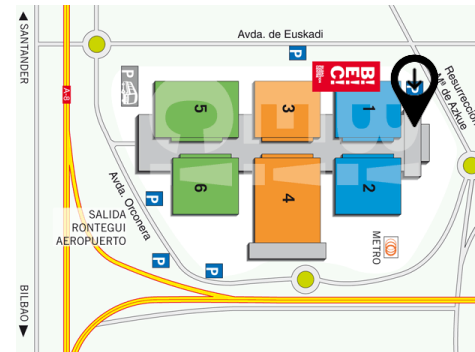 SANTANDER
Avda. de Euskadi
A-8
P
P
BEC!
Resurrección
Mª de Azkue
5
3
1
6
4
2
Avda. Orconera
P
P
P
SALIDA
RONTEGUI
AEROPUERTO
METRO
BILBAO